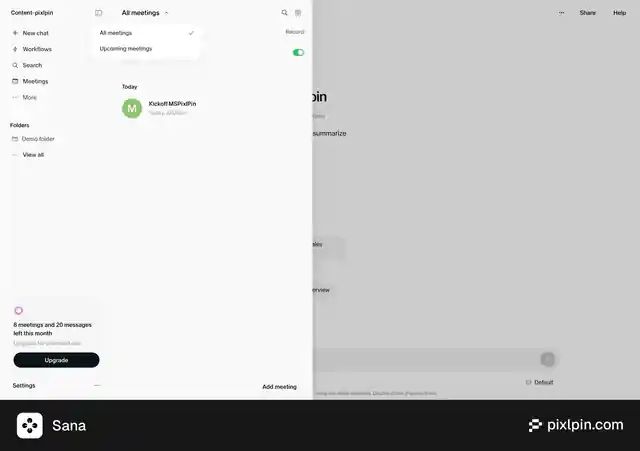 Content-pixlpin
All meetings
Share
Help
New chat
All meetings
Record
Workflows
Upcoming meetings
Search
Meetings
Today
More
Kickoff MSPixlPin
summarize
Folders
Demo folder
View all
8 meetings and 20 messages
left this month
Upgrade
Settings
Add meeting
Default
Sana
pixlpin.com